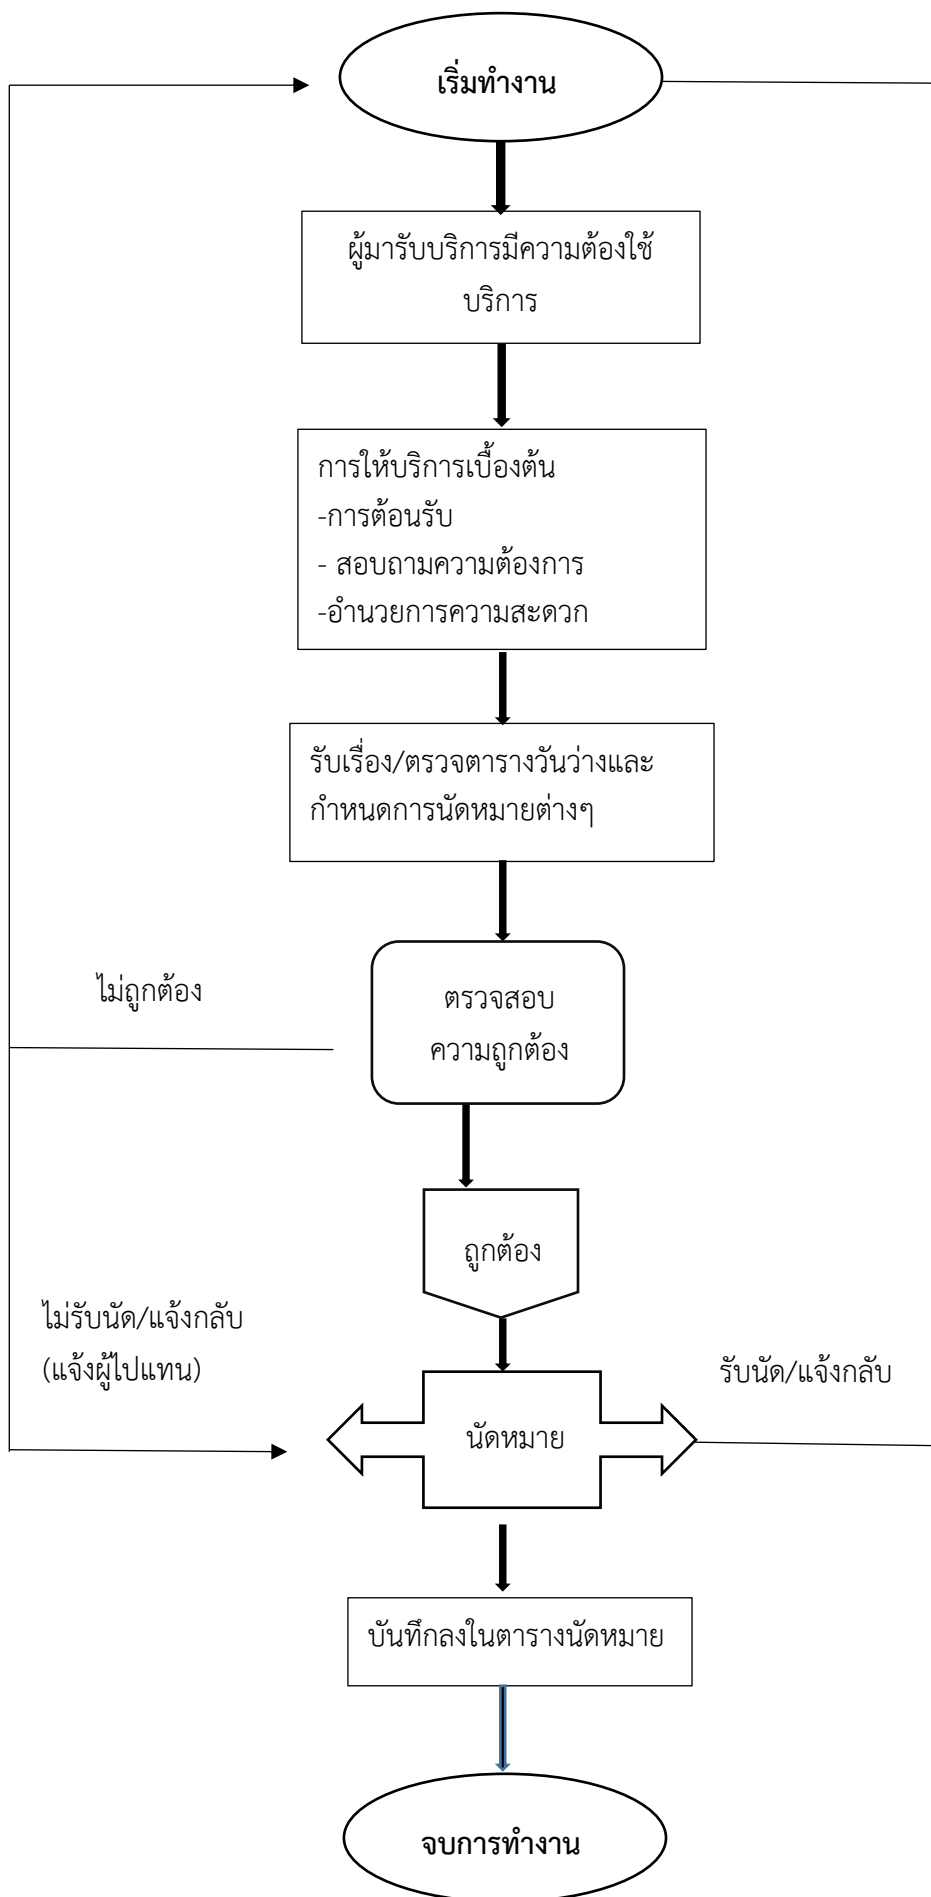 เริ่มทำงาน
ผู้มารับบริการมีความต้องใช้
บริการ
การให้บริการเบื้องต้น
-การต้อนรับ
- สอบถามความต้องการ
-อำนวยการความสะดวก
รับเรื่อง/ตรวจตารางวันว่างและ
กำหนดการนัดหมายต่างๆ
ไม่ถูกต้อง
ตรวจสอบ
ความถูกต้อง
ถูกต้อง
ไม่รับนัด/แจ้งกลับ
(แจ้งผู้ไปแทน)
รับนัด/แจ้งกลับ
นัดหมาย
บันทึกลงในตารางนัดหมาย
จบการทำงาน